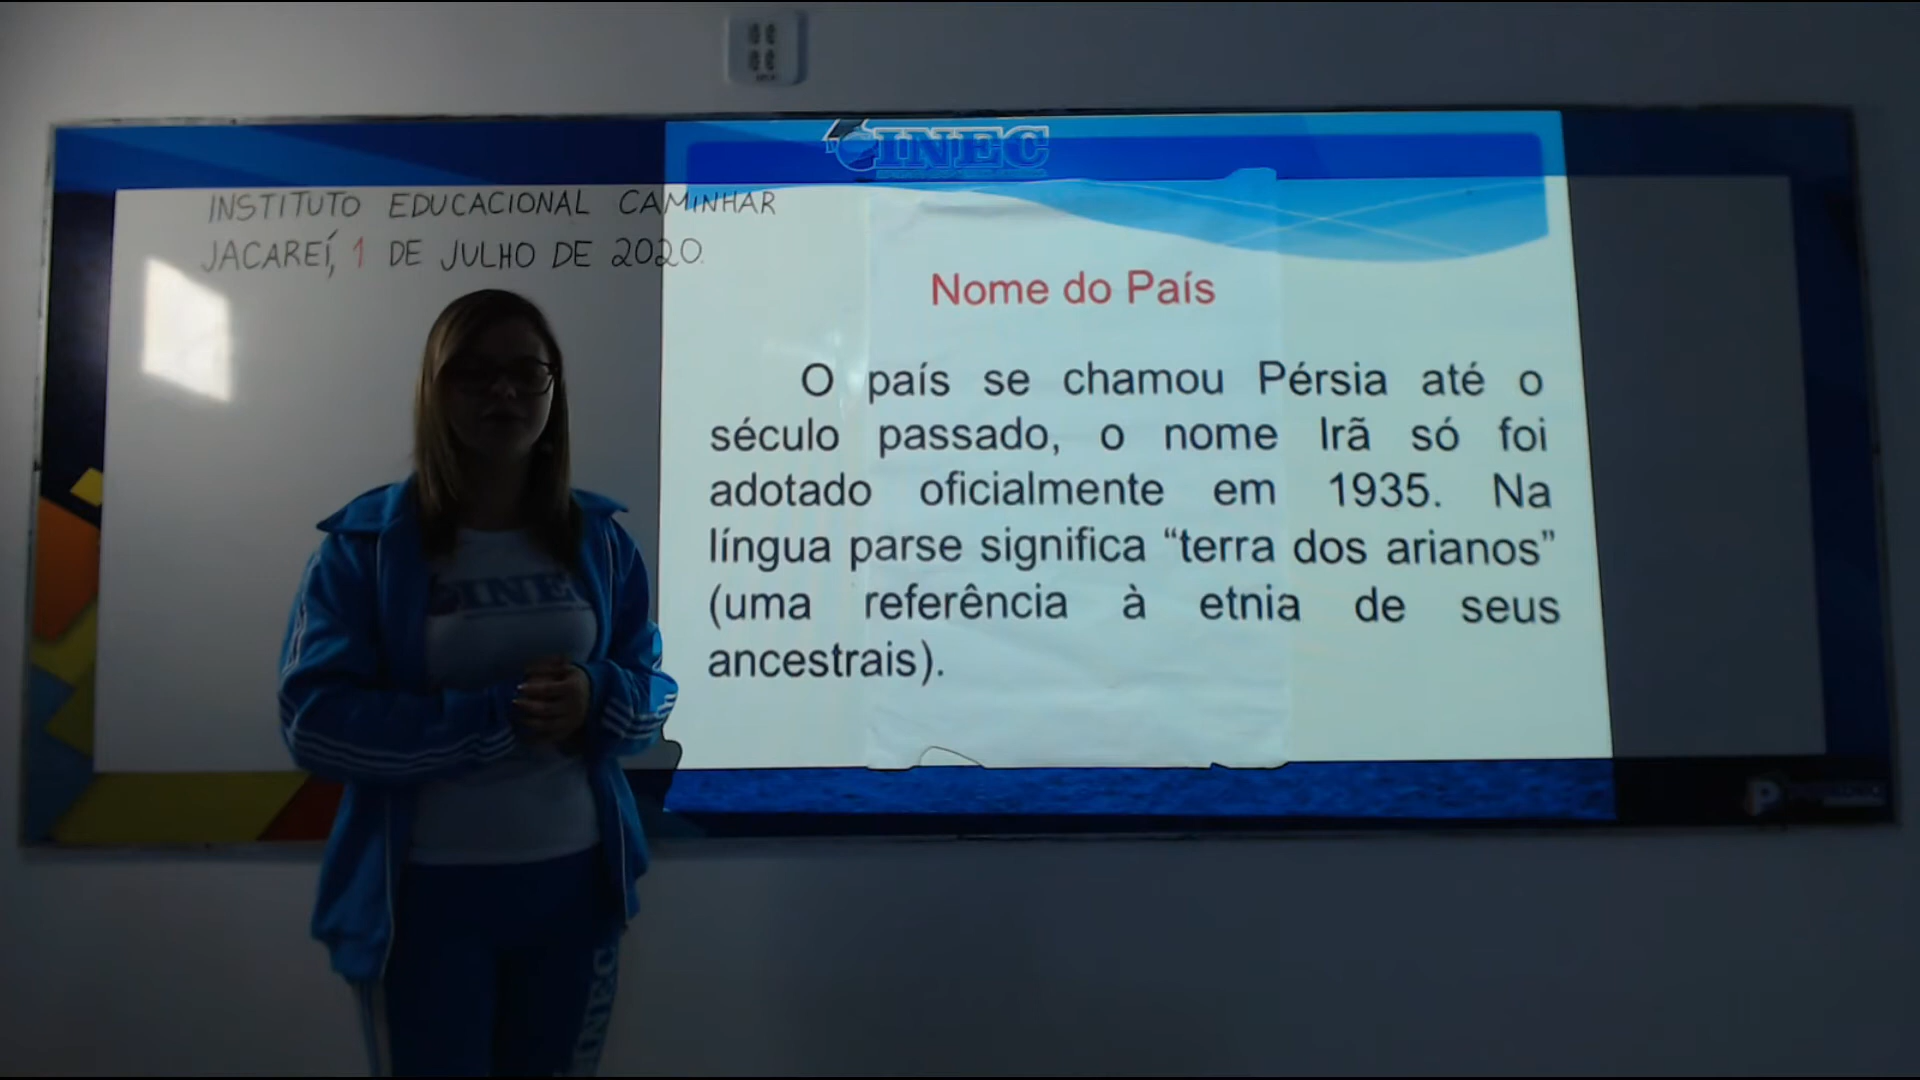 INSTITUTO EDUCACIONAL CAMINHAR
JACAREÍ, 1 DE JULHO DE 2020.
INEC
Nome do País
O país se chamou Pérsia até o
século passado, o nome Irã só foi
adotado oficialmente em 1935. Na
língua parse significa “terra dos arianos”
(uma referência à etnia de seus
ancestrais).
INEC
INEC